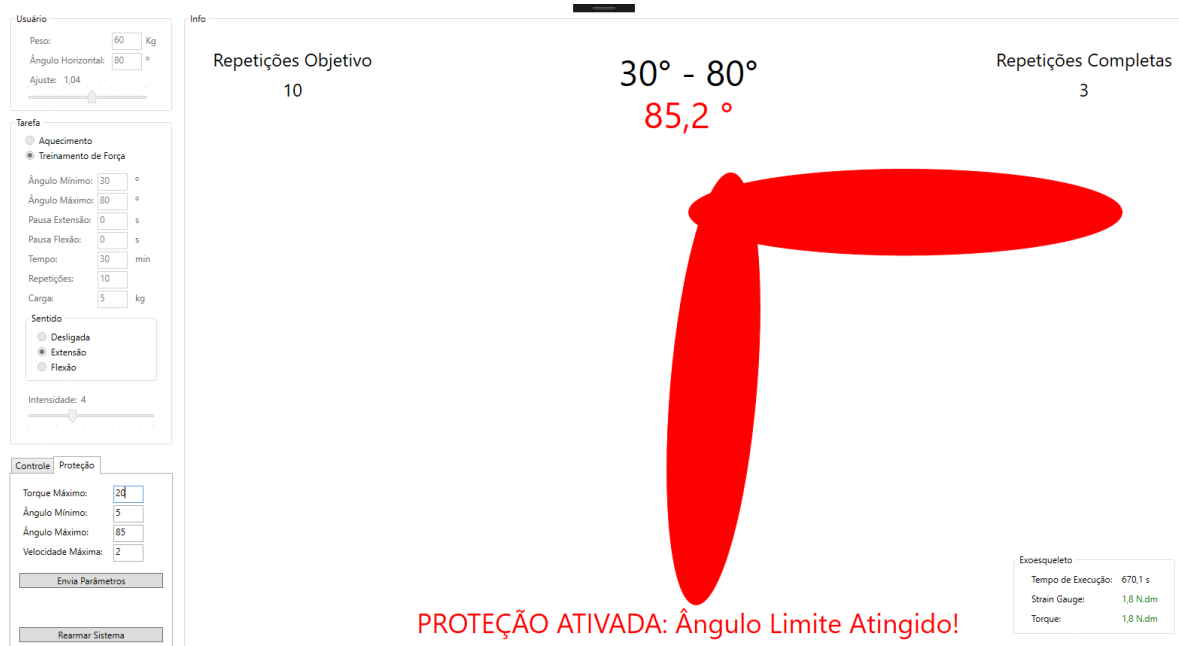 Usuário
Peso: 60 Kg
Ângulo Horizontal: 80 º
Ajuste: 1,04
Tarefa
Aquecimento
Treinamento de Força
Ângulo Mínimo: 30 º
Ângulo Máximo: 80 º
Pausa Extensão: 0 s
Pausa Flexão: 0 s
Tempo: 30 min
Repetições: 10
Carga: 5 kg
Sentido
Desligada
Extensão
Flexão
Intensidade: 4
Controle Proteção
Torque Máximo: 20
Ângulo Mínimo: 5
Ângulo Máximo: 85
Velocidade Máxima: 2
Envia Parâmetros
Rearmar Sistema
Info
Repetições Objetivo
10
30° - 80°
85,2 °
Repetições Completas
3
PROTEÇÃO ATIVADA: Ângulo Limite Atingido!
Exoesqueleto
Tempo de Execução: 670,1 s
Strain Gauge: 1,8 N.dm
Torque: 1,8 N.dm